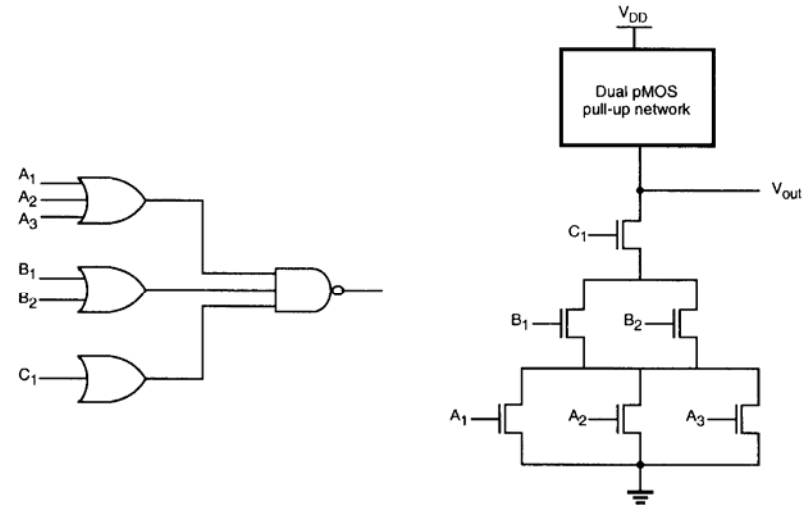 A1
A2
A3
B1
B2
C1
VDD
Dual pMOS
pull-up network
Vout
C1
B1
B2
A1
A2
A3